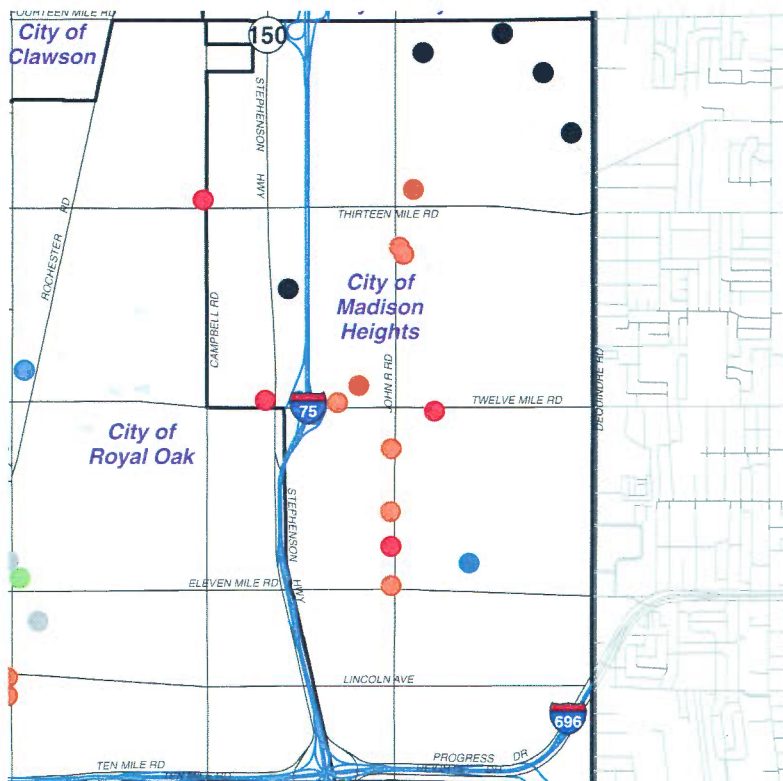 FOURTEEN MILE RD
City of
Clawson
150
STEPHENSON HWY
ROCHESTER RD
THIRTEEN MILE RD
City of
Madison
Heights
CAMPBELL RD
JOHN R RD
DEQUINDRE RD
TWELVE MILE RD
75
City of
Royal Oak
STEPHENSON HWY
ELEVEN MILE RD
LINCOLN AVE
696
PROGRESS DR
TEN MILE RD